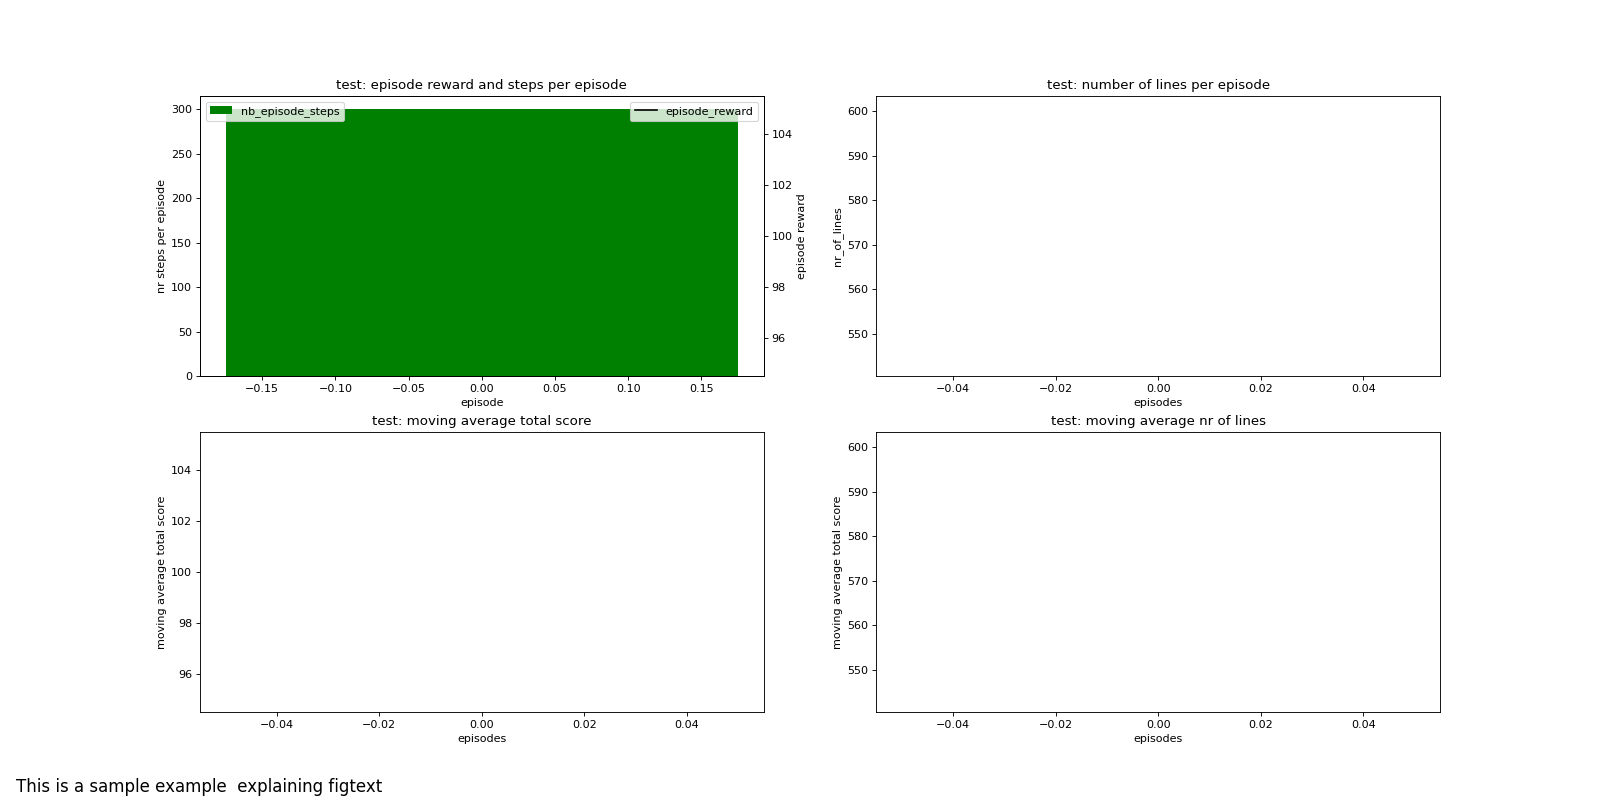 test: episode reward and steps per episode
nb_episode_steps
episode_reward
300
250
200
150
100
50
0
nr steps per episode
104
102
100
98
96
episode reward
−0.15 −0.10 −0.05 0.00 0.05 0.10 0.15
episode
test: number of lines per episode
600
590
580
570
560
550
nr_of_lines
−0.04 −0.02 0.00 0.02 0.04
episodes
test: moving average total score
104
102
100
98
96
moving average total score
−0.04 −0.02 0.00 0.02 0.04
episodes
test: moving average nr of lines
600
590
580
570
560
550
moving average total score
−0.04 −0.02 0.00 0.02 0.04
episodes
This is a sample example  explaining figtext